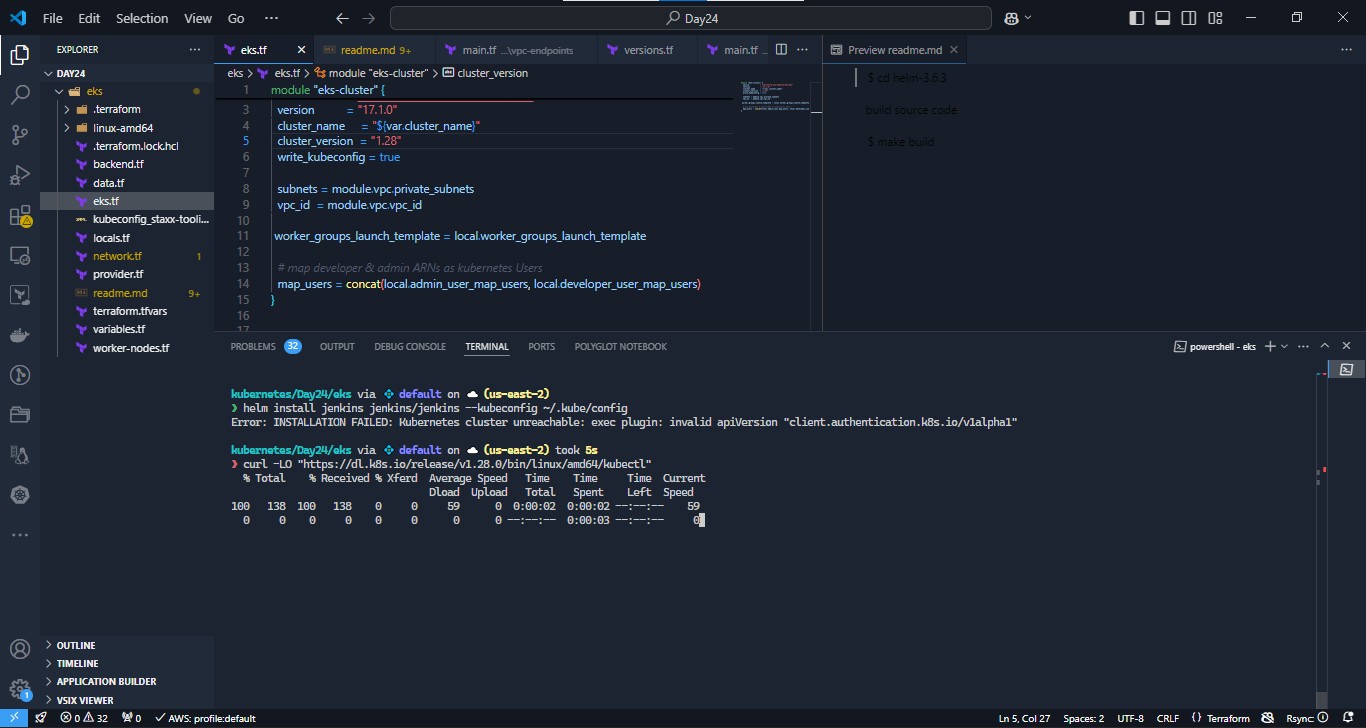 File Edit Selection View Go ··· Day24
EXPLORER ···
DAY24
eks
.terraform
linux-amd64
.terraform.lock.hcl
backend.tf
data.tf
eks.tf
kubeconfig_staxx-tooli...
locals.tf
network.tf 1
provider.tf
readme.md 9+
terraform.tfvars
variables.tf
worker-nodes.tf
OUTLINE
TIMELINE
APPLICATION BUILDER
VSIX VIEWER
eks.tf readme.md 9+ main.tf ...\vpc-endpoints versions.tf main.tf .. ···
eks > eks.tf > module "eks-cluster" > cluster_version
1 module "eks-cluster" {
3 version = "17.1.0"
4 cluster_name = "${var.cluster_name}"
5 cluster_version = "1.28"
6 write_kubeconfig = true
7
8 subnets = module.vpc.private_subnets
9 vpc_id = module.vpc.vpc_id
10
11 worker_groups_launch_template = local.worker_groups_launch_template
12
13 # map developer & admin ARNs as kubernetes Users
14 map_users = concat(local.admin_user_map_users, local.developer_user_map_users)
15 }
16
17
Preview readme.md ···
$ cd helm-3.6.3
build source code
$ make build
PROBLEMS 32 OUTPUT DEBUG CONSOLE TERMINAL PORTS POLYGLOT NOTEBOOK powershell - eks ···
kubernetes/Day24/eks via default on (us-east-2)
❯ helm install jenkins jenkins/jenkins --kubeconfig ~/.kube/config
Error: INSTALLATION FAILED: Kubernetes cluster unreachable: exec plugin: invalid apiVersion "client.authentication.k8s.io/v1alpha1"
kubernetes/Day24/eks via default on (us-east-2) took 5s
❯ curl -LO "https://dl.k8s.io/release/v1.28.0/bin/linux/amd64/kubectl"
% Total % Received % Xferd Average Speed Time Time Time Current
Dload Upload Total Spent Left Speed
100 138 100 138 0 0 59 0 0:00:02 0:00:02 --:--:-- 59
0 0 0 0 0 0 0 0 --:--:-- 0:00:03 --:--:-- 0
1
0 32 0 AWS: profile:default Ln 5, Col 27 Spaces: 2 UTF-8 CRLF {} Terraform Rsync: